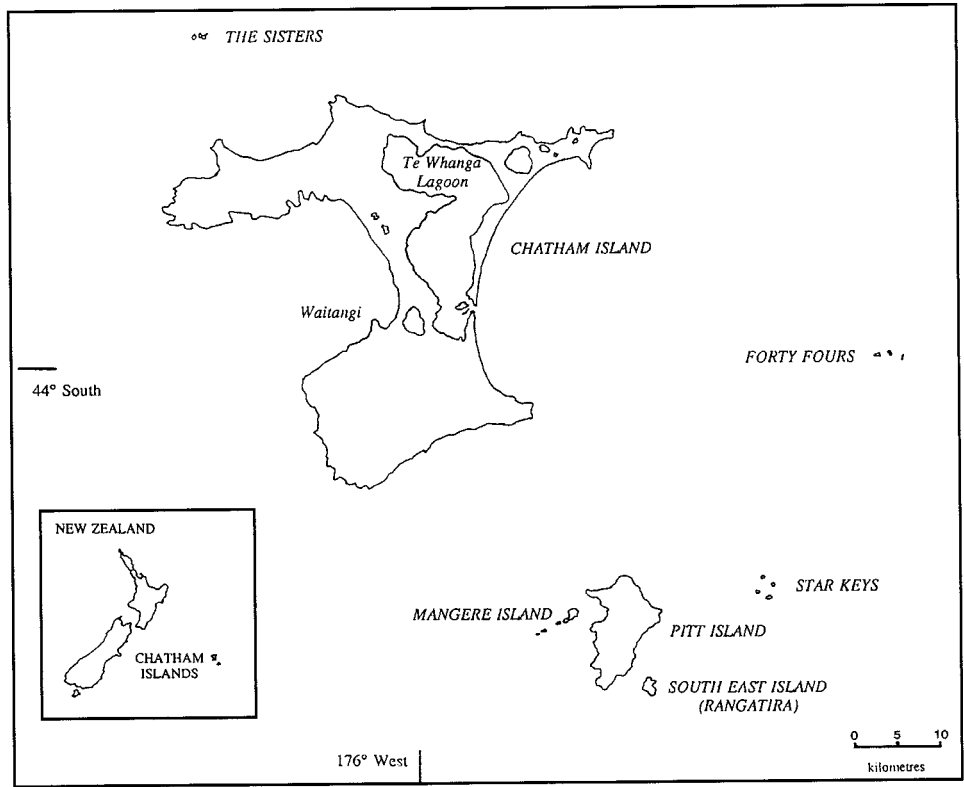 THE SISTERS
Te Whanga
Lagoon
CHATHAM ISLAND
Waitangi
FORTY FOURS
44° South
NEW ZEALAND
CHATHAM
ISLANDS
STAR KEYS
MANGERE ISLAND
PITT ISLAND
SOUTH EAST ISLAND
(RANGATIRA)
176° West
0 5 10
kilometres